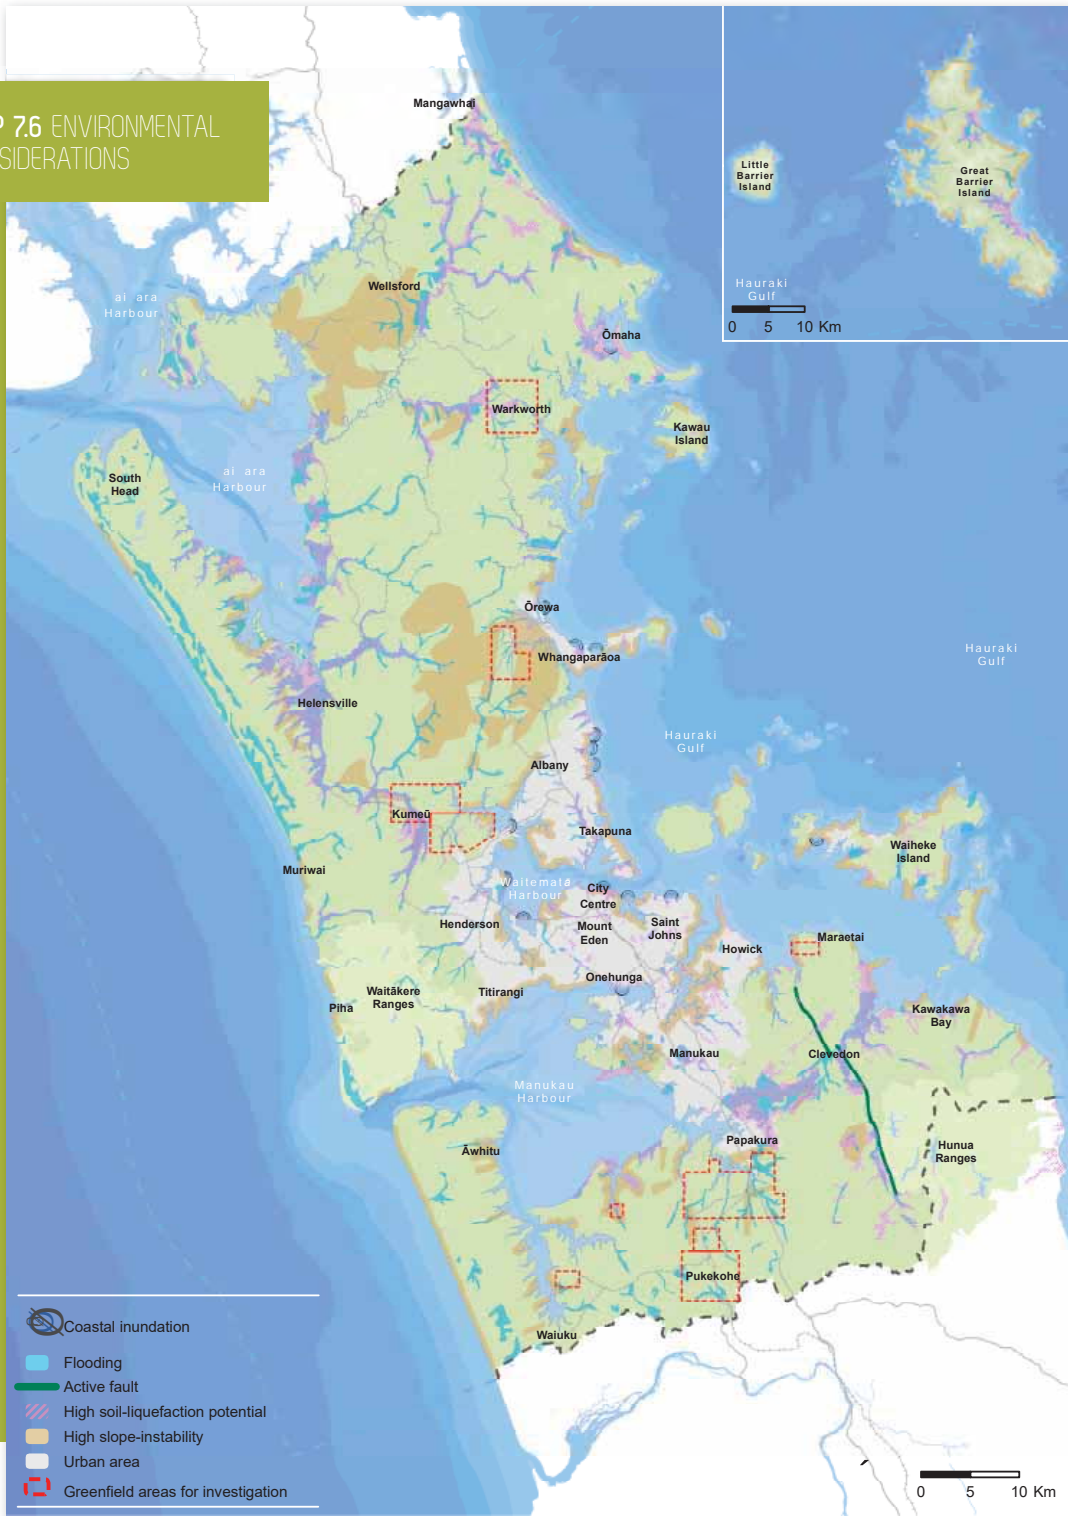 P 7.6 ENVIRONMENTAL
SIDERATIONS
Mangawhai
Little
Barrier
Island
Great
Barrier
Island
Hauraki
Gulf
0 5 10 Km
Wellsford
ai ara
Harbour
Ōmaha
Warkworth
Kawau
Island
ai ara
Harbour
South
Head
Ōrewa
Whangaparāoa
Hauraki
Gulf
Helensville
Hauraki
Gulf
Albany
Kumeū
Takapuna
Waiheke
Island
Muriwai
Waitematā
Harbour
City
Centre
Henderson
Mount
Eden
Saint
Johns
Howick
Maraetai
Onehunga
Titirangi
Waitākere
Ranges
Piha
Kawakawa
Bay
Manukau
Clevedon
Manukau
Harbour
Papakura
Āwhitu
Hunua
Ranges
Pukekohe
Waiuku
Coastal inundation
Flooding
Active fault
High soil-liquefaction potential
High slope-instability
Urban area
Greenfield areas for investigation
0 5 10 Km